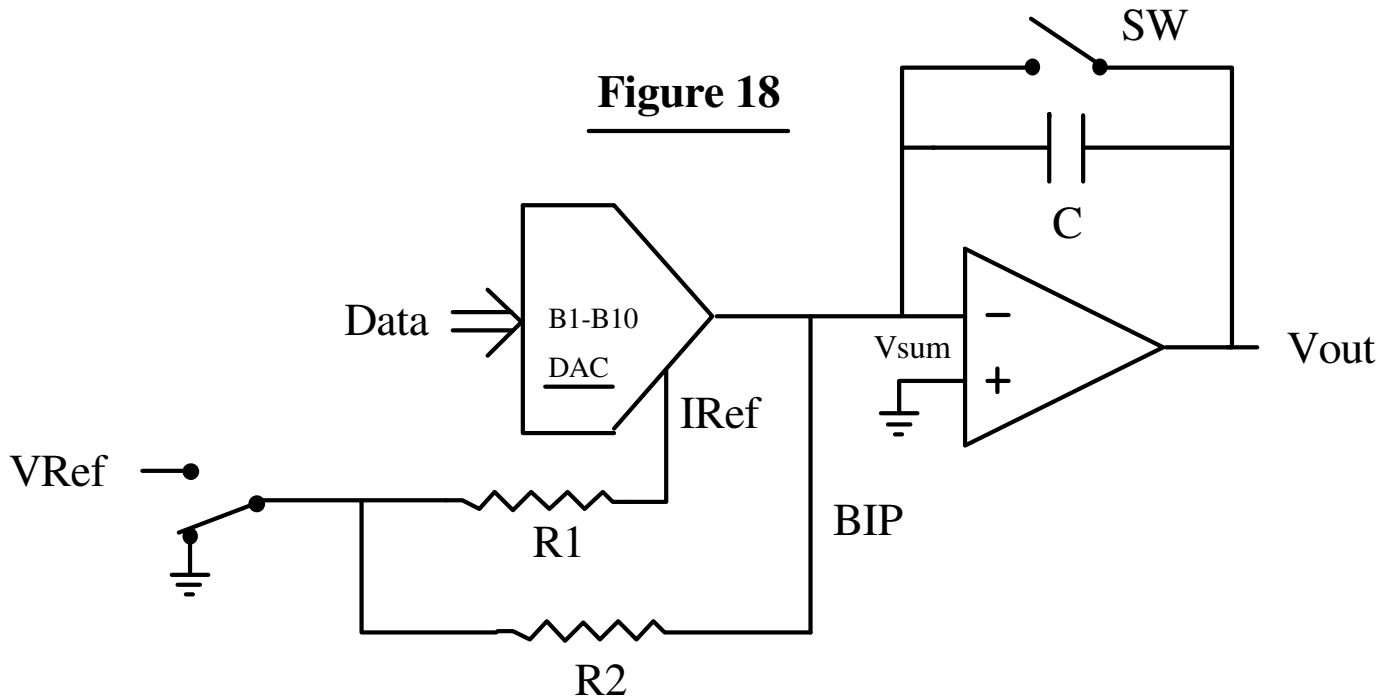 SW
Figure 18
C
Data
B1-B10
DAC
Vsum
−
+
Vout
IRef
VRef
BIP
R1
R2